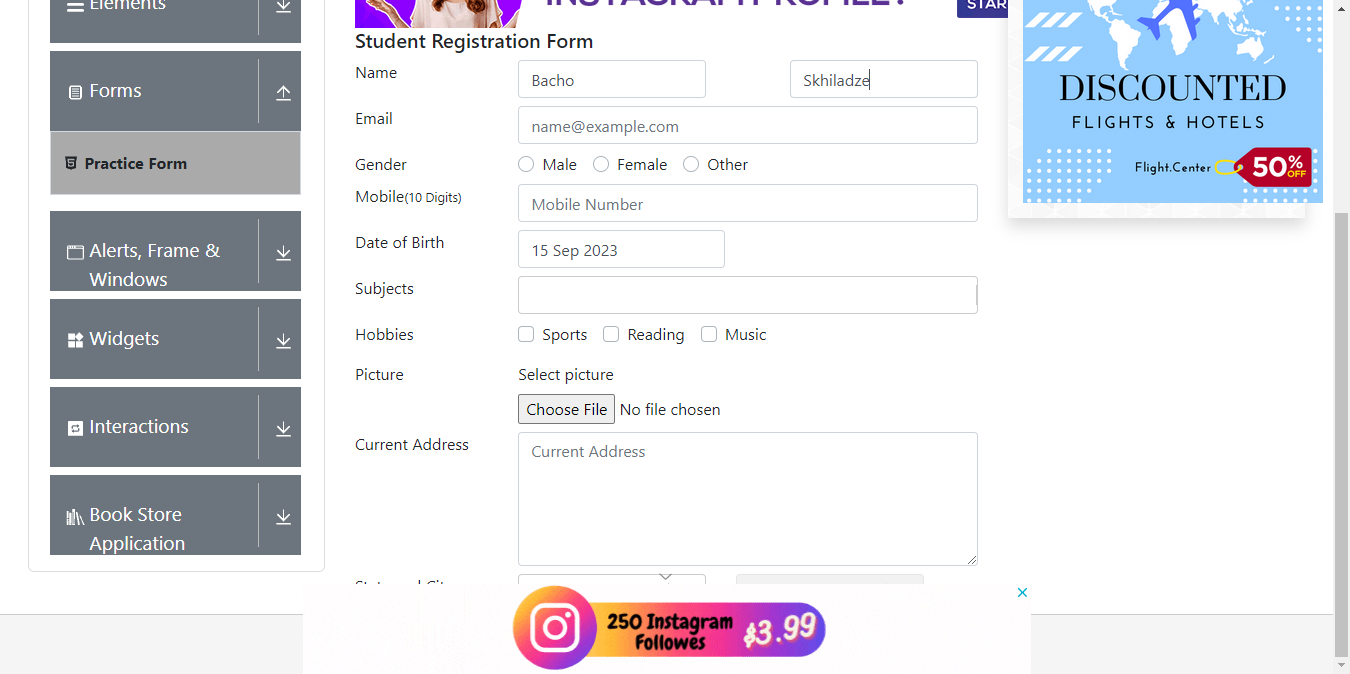 Elements
Forms
Practice Form
Alerts, Frame &
Windows
Widgets
Interactions
Book Store
Application
Student Registration Form
Name
Bacho
Skhiladze
Email
name@example.com
Gender
Male
Female
Other
Mobile(10 Digits)
Mobile Number
Date of Birth
15 Sep 2023
Subjects
Hobbies
Sports
Reading
Music
Picture
Select picture
Choose File No file chosen
Current Address
Current Address
DISCOUNTED
FLIGHTS & HOTELS
Flight.Center
50% OFF
250 Instagram
Followes
$3.99